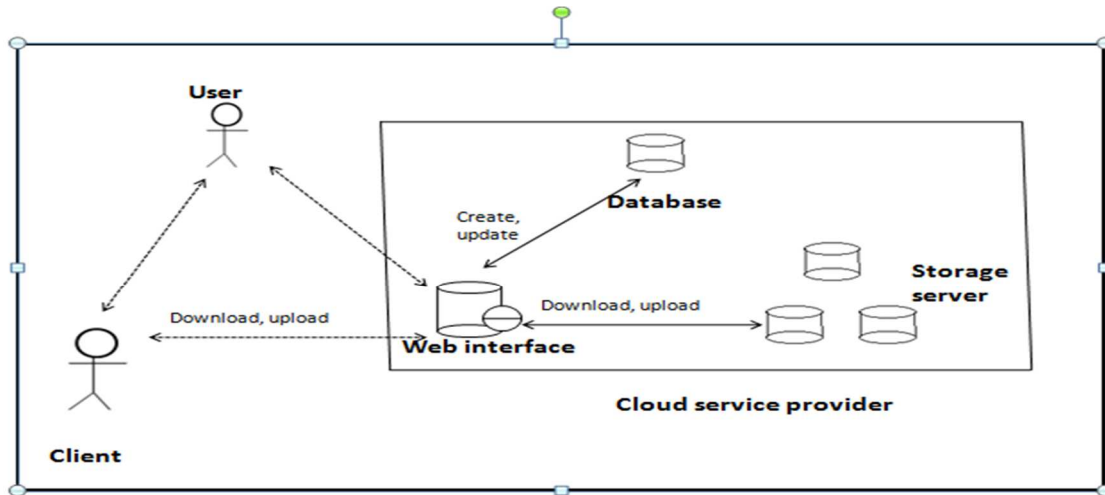 User
Database
Create,
update
Storage
server
Download, upload
Download, upload
Web interface
Cloud service provider
Client